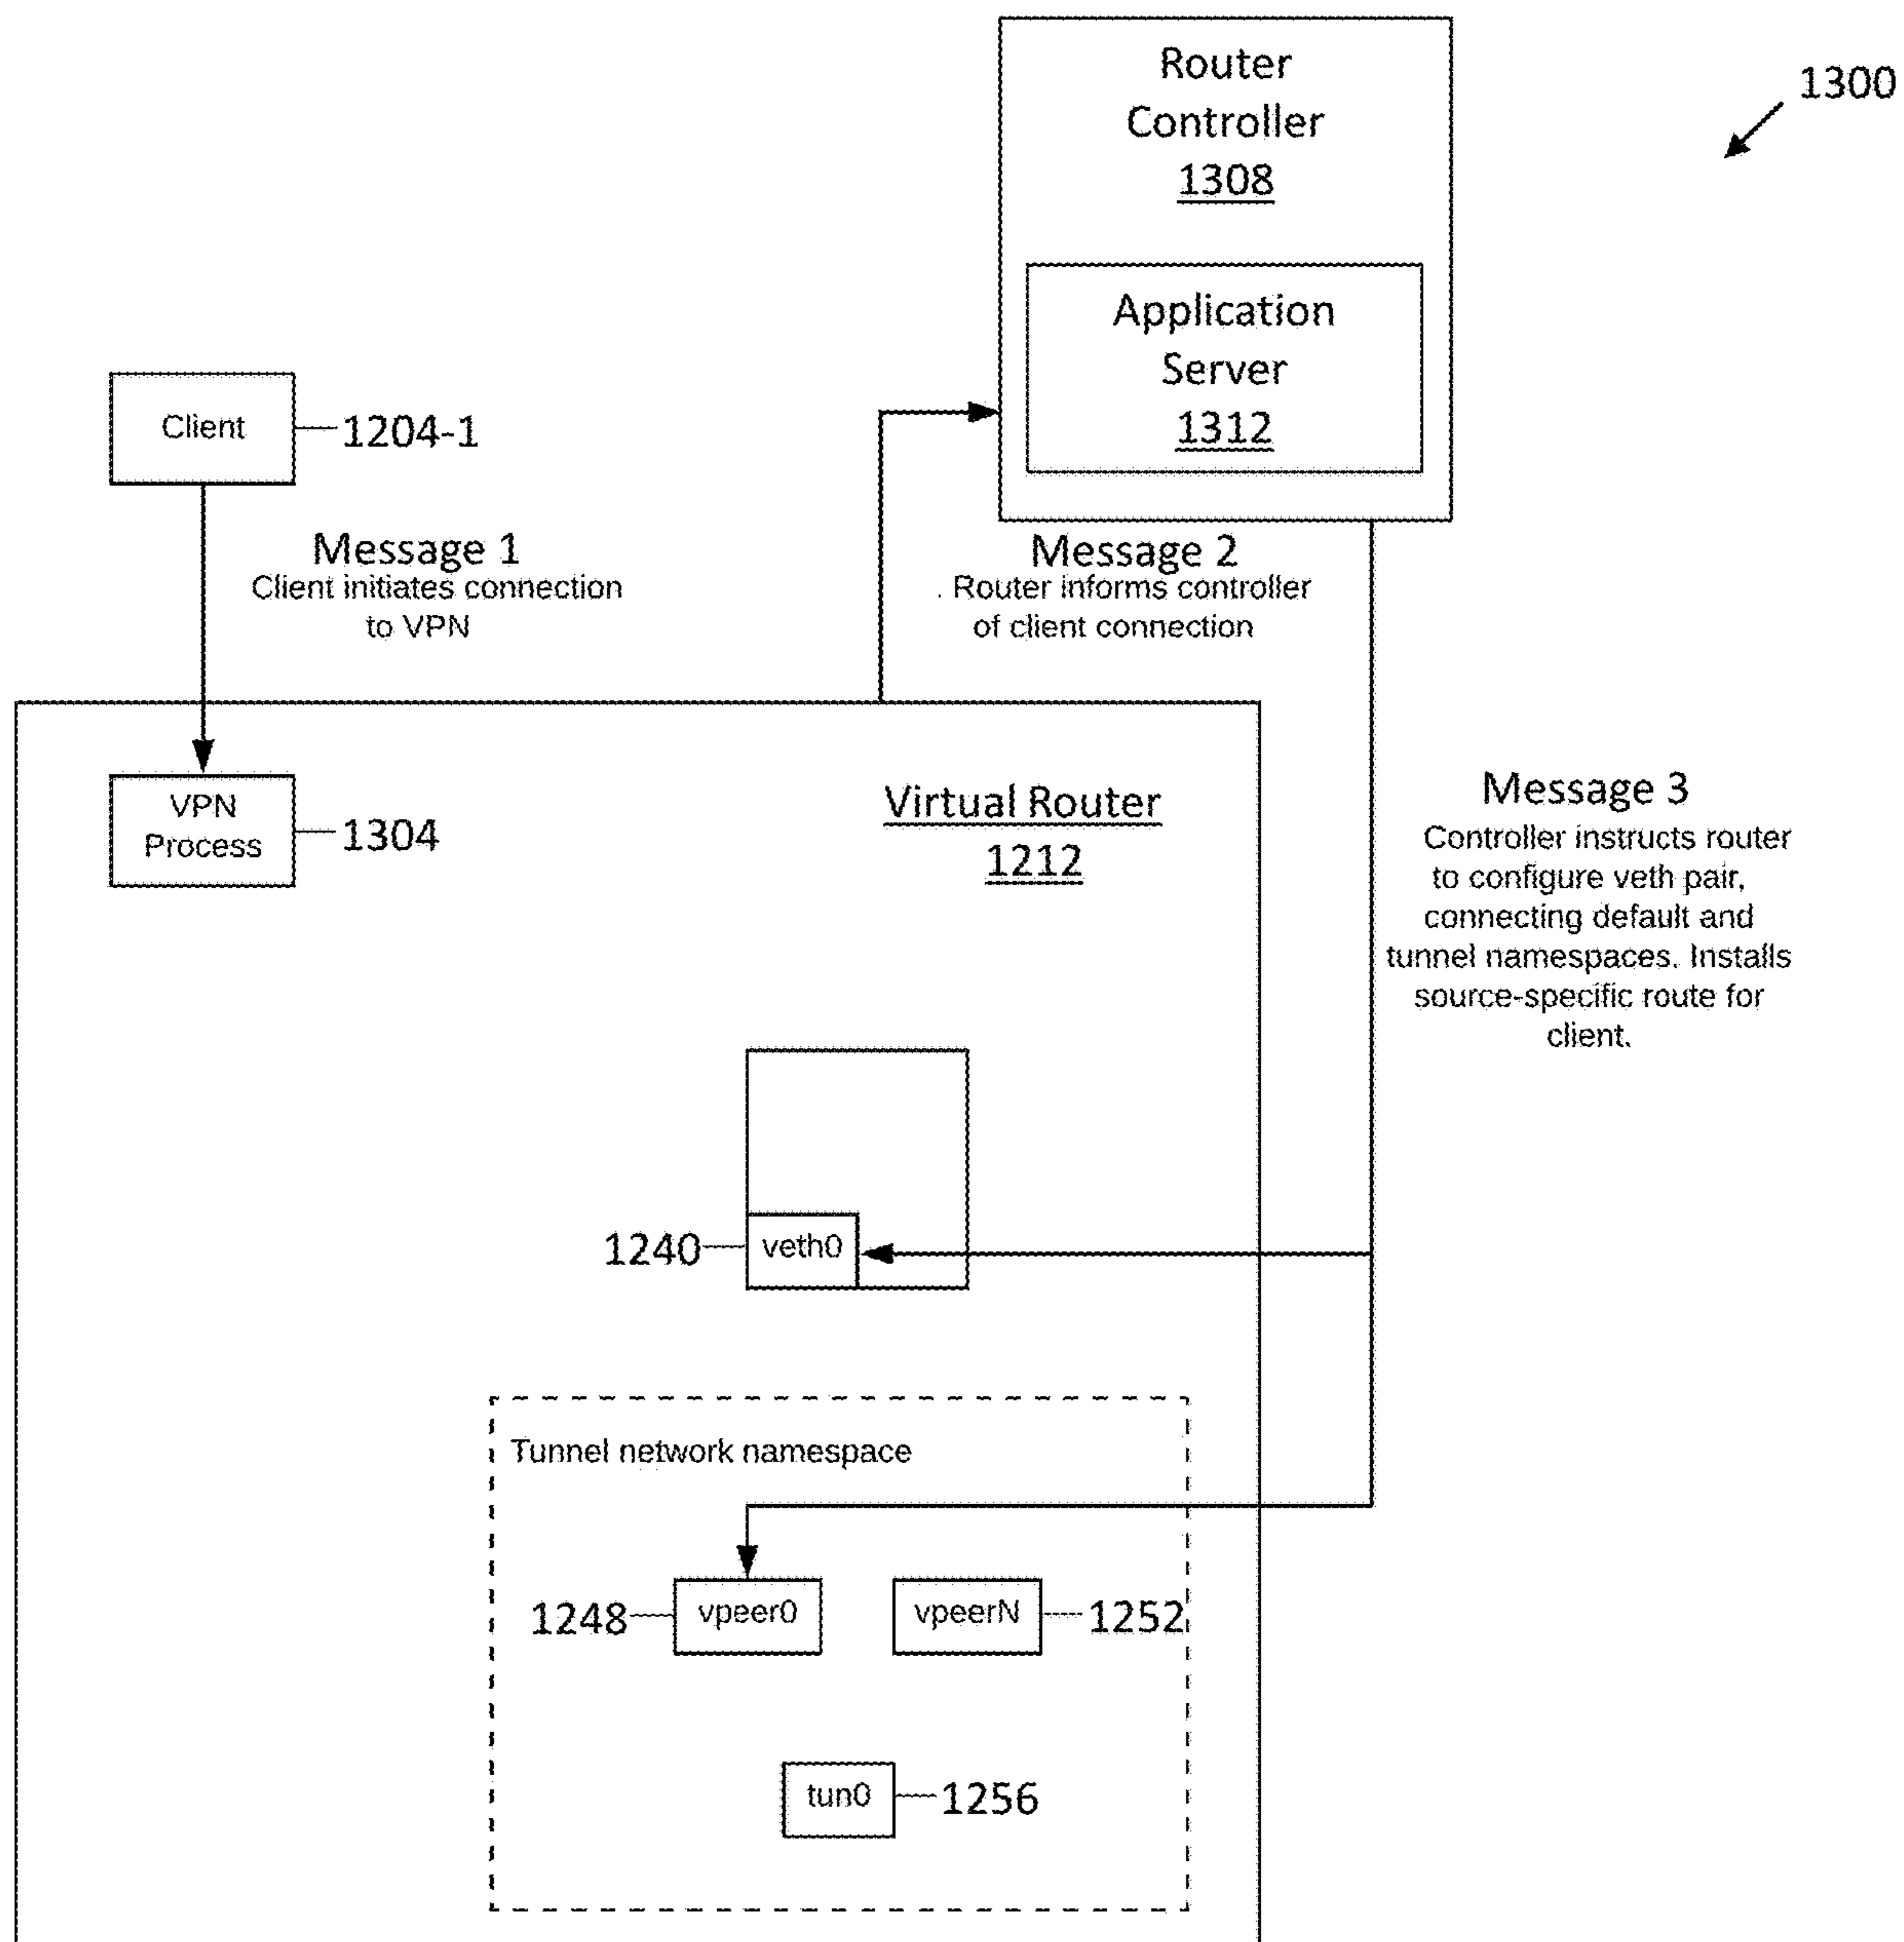 Router
Controller
1308
1300
Application
Server
1312
Client
1204-1
Message 1
Client initiates connection
to VPN
Message 2
. Router informs controller
of client connection
VPN
Process
1304
Virtual Router
1212
Message 3
Controller instructs router
to configure veth pair,
connecting default and
tunnel namespaces. Installs
source-specific route for
client.
1240
veth0
Tunnel network namespace
1248
vpeer0
vpeerN
1252
tun0
1256